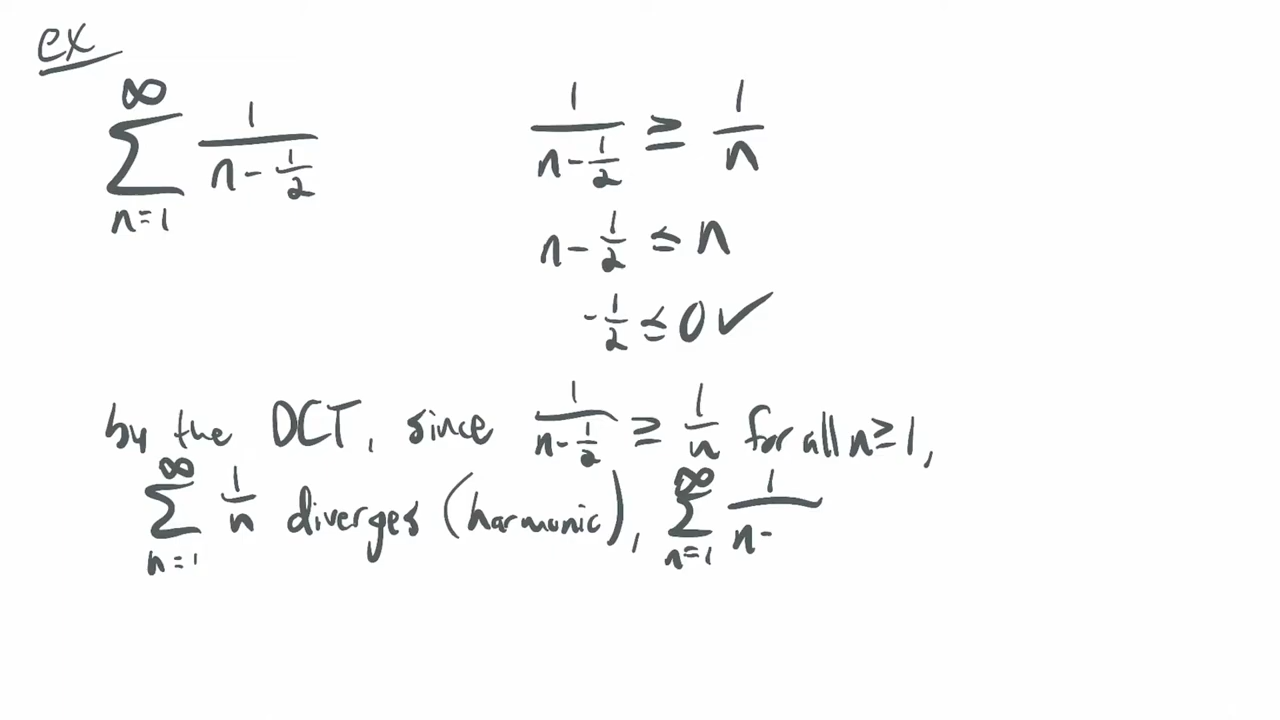 ex
∞
∑ 1/(n - 1/2)
n=1
1/(n - 1/2) ≥ 1/n
n - 1/2 ≤ n
-1/2 ≤ 0 ✓
by the DCT, since 1/(n - 1/2) ≥ 1/n for all n ≥ 1,
∞ ∑ n=1 1/n diverges (harmonic), ∞ ∑ n=1 1/(n -